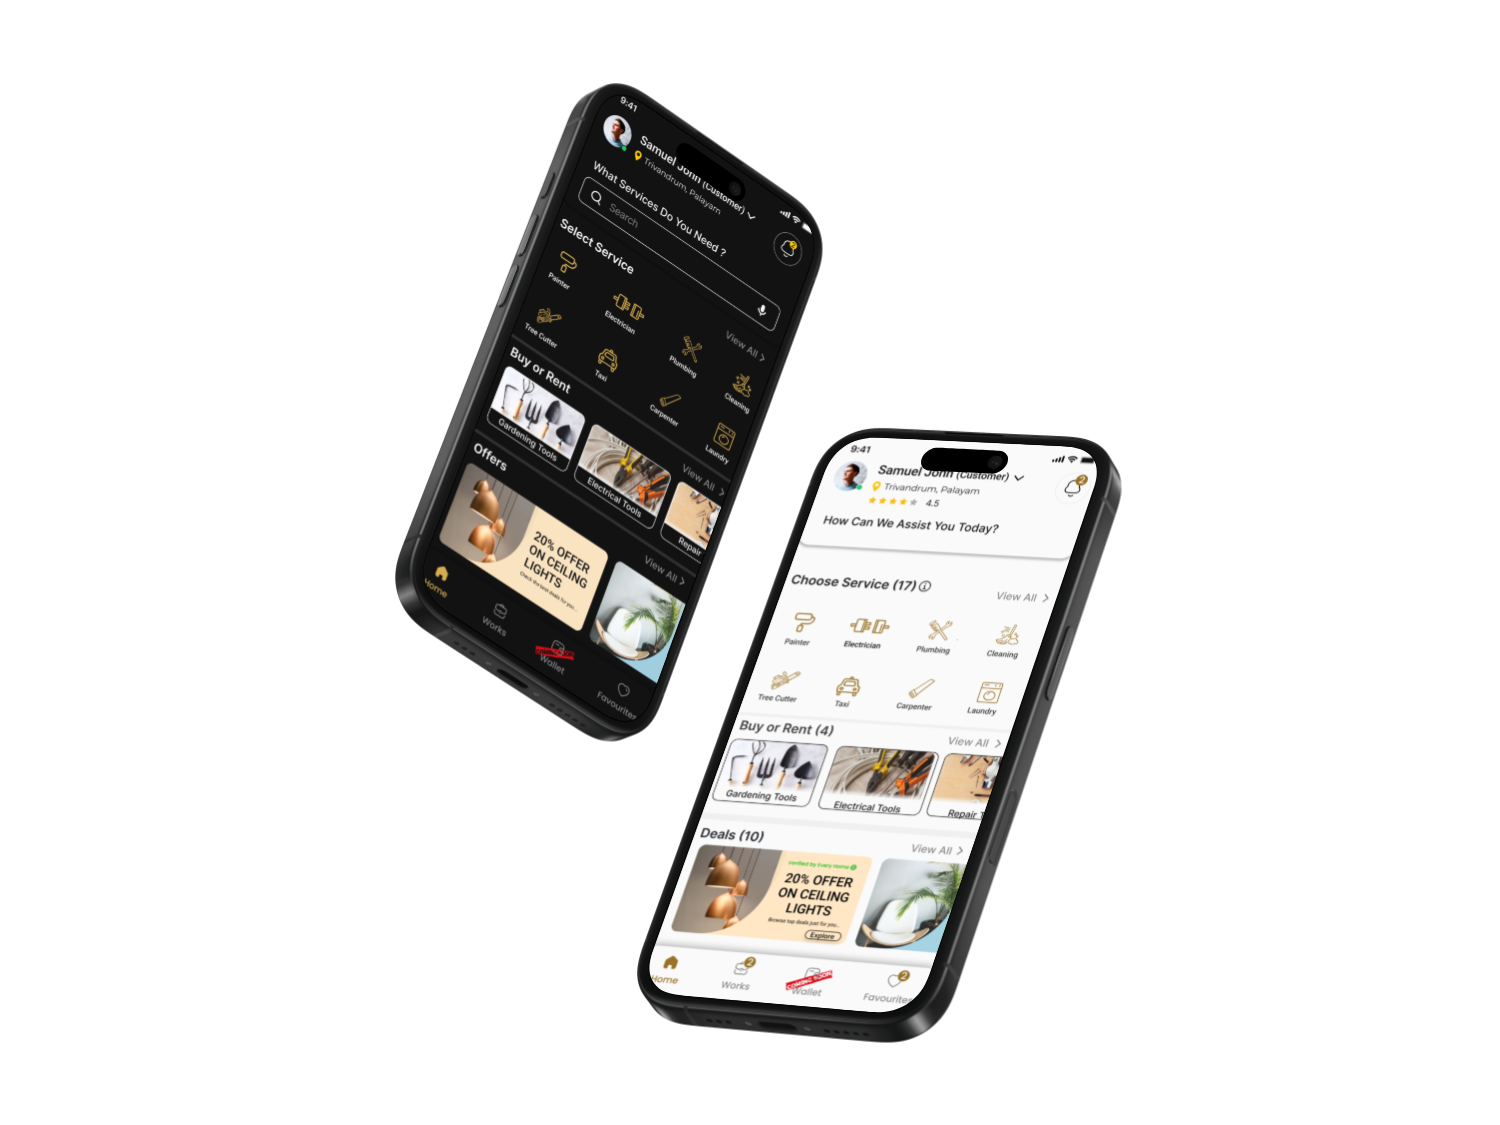 9:41
Samuel John (Customer)
Trivandrum, Palayam
What Services Do You Need ?
Search
Select Service
View All
Painter
Electrician
Plumbing
Cleaning
Tree Cutter
Taxi
Carpenter
Laundry
Buy or Rent
View All
Gardening Tools
Electrical Tools
Repair
Offers
View All
20% OFFER
ON CEILING
LIGHTS
Check the best deals for you...
Home
Works
Wallet
Favourites
9:41
Samuel John (Customer)
Trivandrum, Palayam
4.5
2
How Can We Assist You Today?
Choose Service (17)
View All
Painter
Electrician
Plumbing
Cleaning
Tree Cutter
Taxi
Carpenter
Laundry
Buy or Rent (4)
View All
Gardening Tools
Electrical Tools
Repair T
Deals (10)
View All
Verified by Every Home
20% OFFER
ON CEILING
LIGHTS
Browse top deals just for you...
Explore
2
2
COMING SOON
Home
Works
Wallet
Favourites